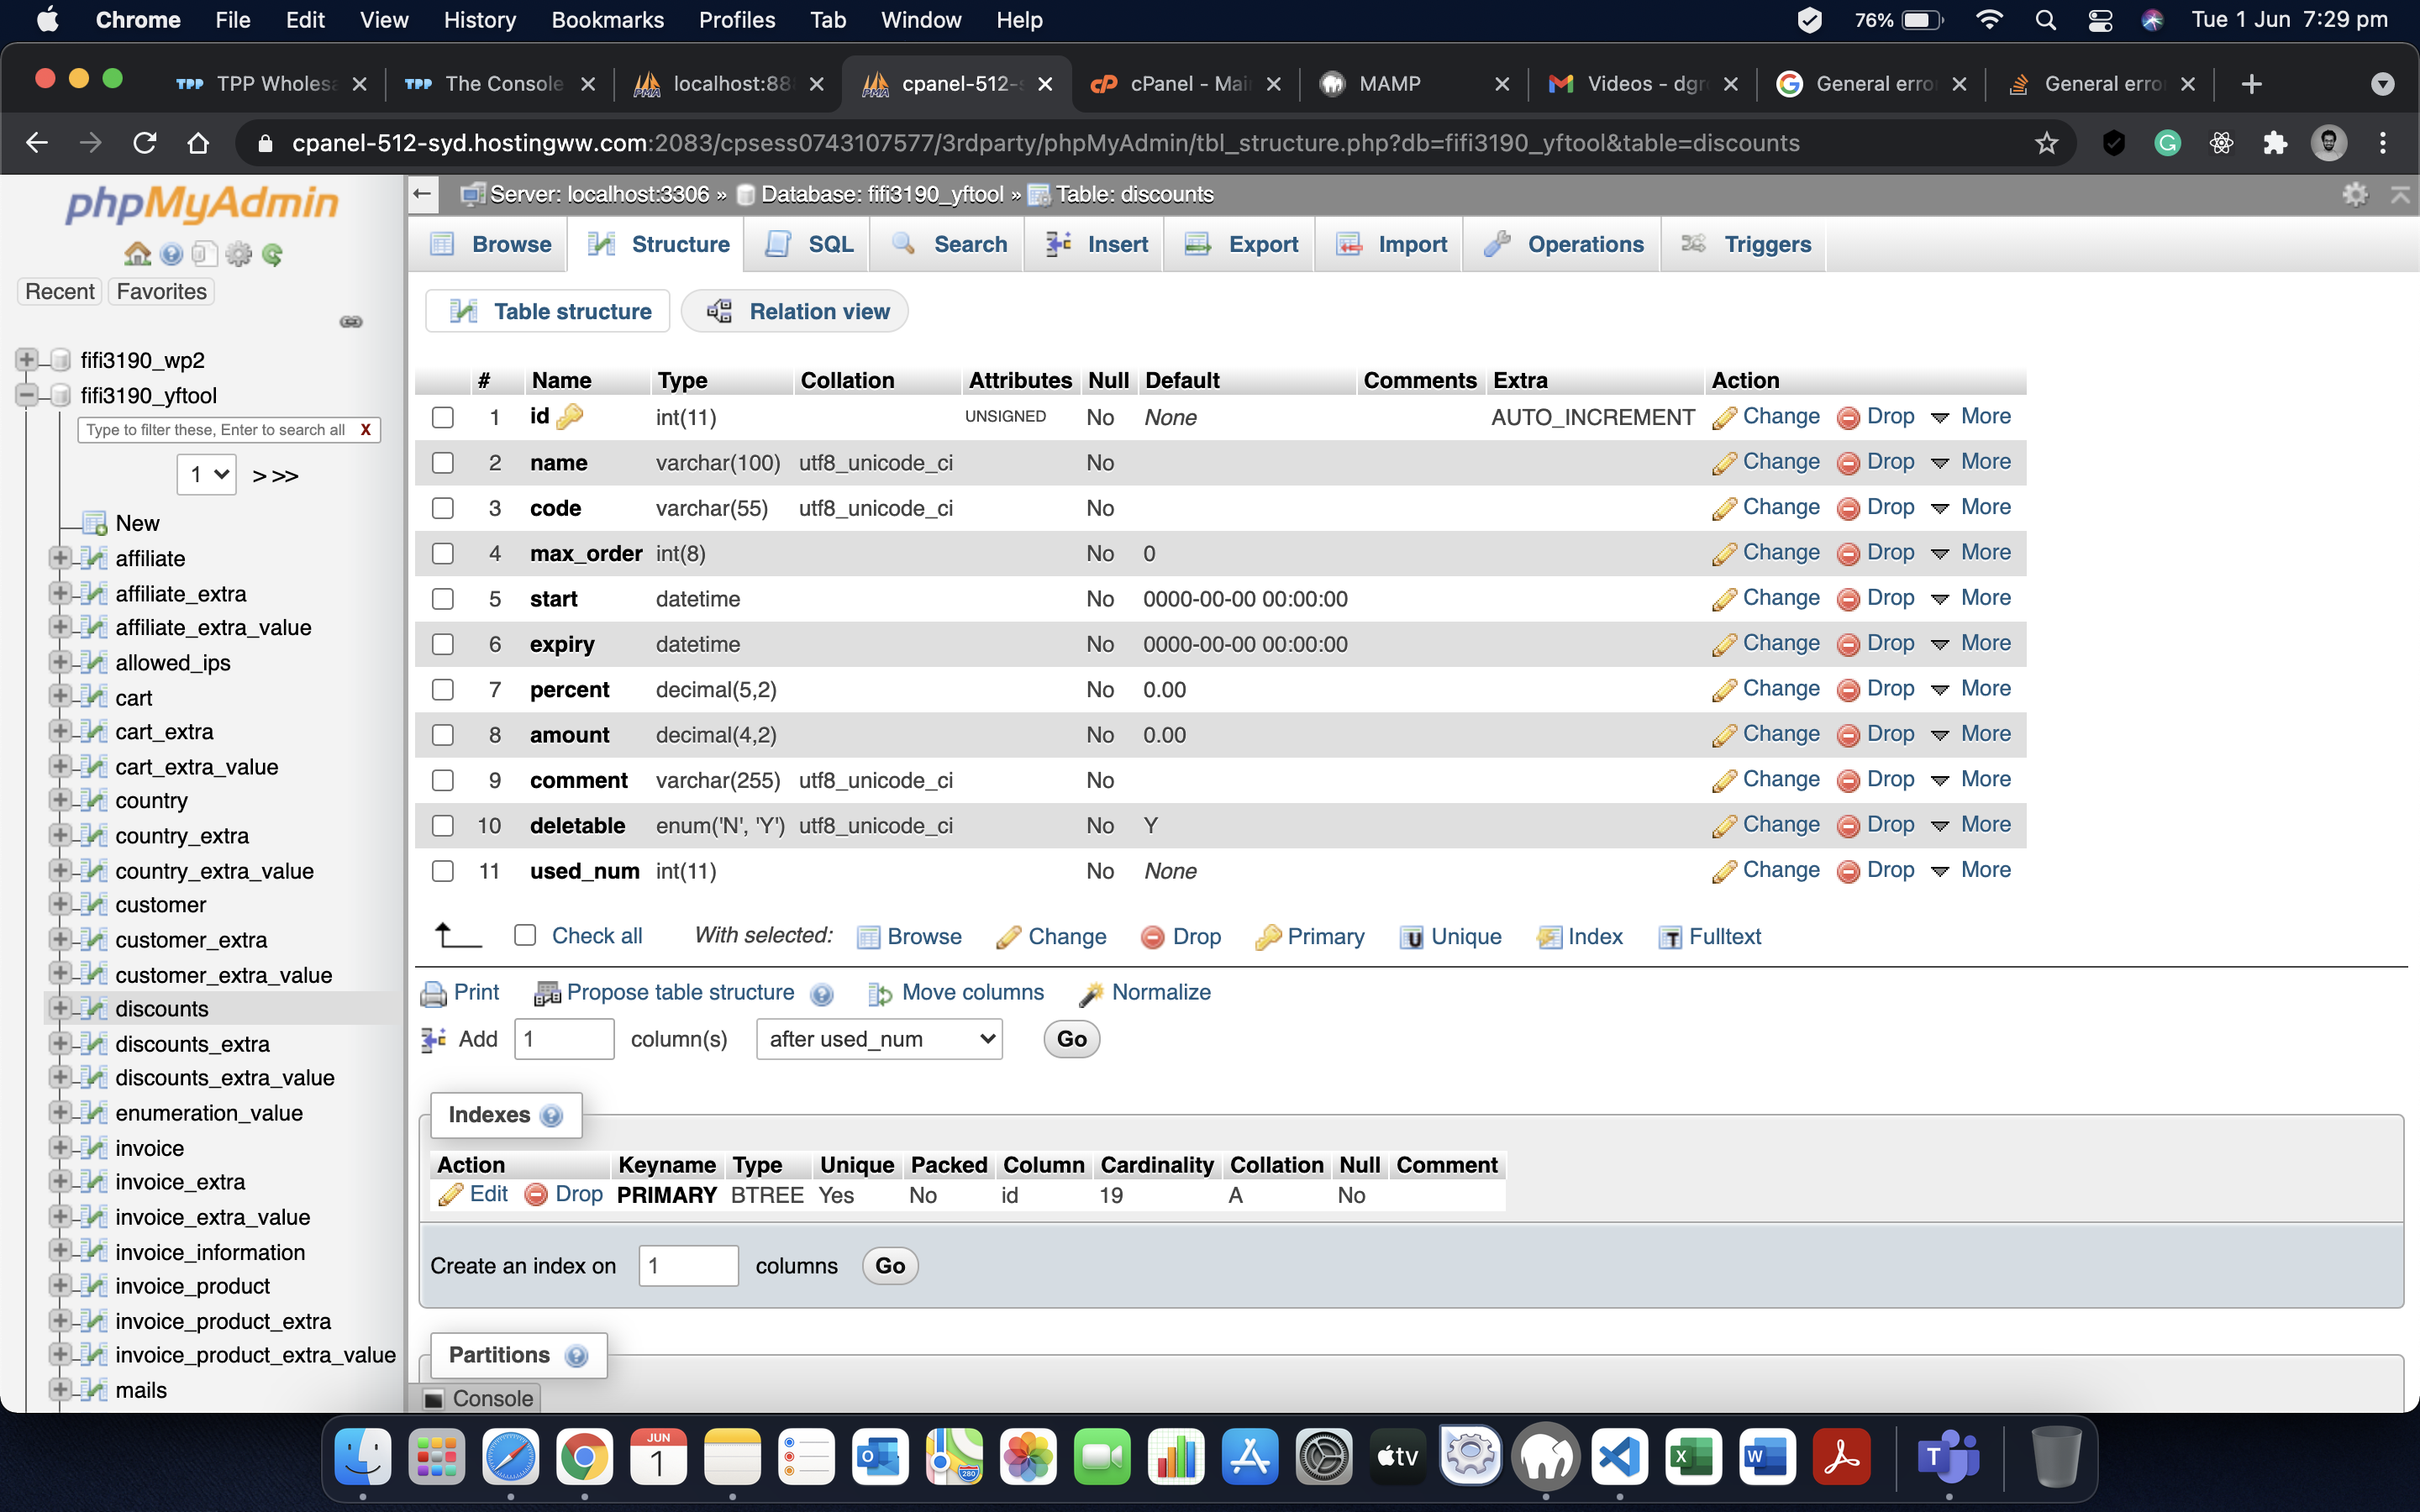 Chrome File Edit View History Bookmarks Profiles Tab Window Help 76% Tue 1 Jun 7:29 pm
TPP TPP Wholesa TPP The Console PMA localhost:88 PMA cpanel-512-s cP cPanel - Mai MAMP Videos - dgr General erro General erro
cpanel-512-syd.hostingww.com:2083/cpsess0743107577/3rdparty/phpMyAdmin/tbl_structure.php?db=fifi3190_yftool&table=discounts
phpMyAdmin
Recent Favorites
fifi3190_wp2
fifi3190_yftool
Type to filter these, Enter to search all X
1 > >>
New
affiliate
affiliate_extra
affiliate_extra_value
allowed_ips
cart
cart_extra
cart_extra_value
country
country_extra
country_extra_value
customer
customer_extra
customer_extra_value
discounts
discounts_extra
discounts_extra_value
enumeration_value
invoice
invoice_extra
invoice_extra_value
invoice_information
invoice_product
invoice_product_extra
invoice_product_extra_value
mails
Server: localhost:3306 » Database: fifi3190_yftool » Table: discounts
Browse Structure SQL Search Insert Export Import Operations Triggers
Table structure Relation view
# Name Type Collation Attributes Null Default Comments Extra Action
1 id int(11) UNSIGNED No None AUTO_INCREMENT Change Drop More
2 name varchar(100) utf8_unicode_ci No Change Drop More
3 code varchar(55) utf8_unicode_ci No Change Drop More
4 max_order int(8) No 0 Change Drop More
5 start datetime No 0000-00-00 00:00:00 Change Drop More
6 expiry datetime No 0000-00-00 00:00:00 Change Drop More
7 percent decimal(5,2) No 0.00 Change Drop More
8 amount decimal(4,2) No 0.00 Change Drop More
9 comment varchar(255) utf8_unicode_ci No Change Drop More
10 deletable enum('N', 'Y') utf8_unicode_ci No Y Change Drop More
11 used_num int(11) No None Change Drop More
Check all With selected: Browse Change Drop Primary Unique Index Fulltext
Print Propose table structure Move columns Normalize
Add 1 column(s) after used_num Go
Indexes
Action Keyname Type Unique Packed Column Cardinality Collation Null Comment
Edit Drop PRIMARY BTREE Yes No id 19 A No
Create an index on 1 columns Go
Partitions
Console
JUN
1
280
tv